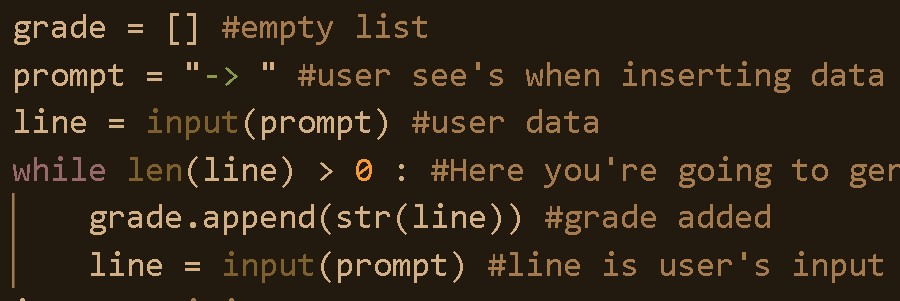 grade = [] #empty list
prompt = "-> " #user see's when inserting data
line = input(prompt) #user data
while len(line) > 0 : #Here you're going to
    grade.append(str(line)) #grade added
    line = input(prompt) #line is user's input